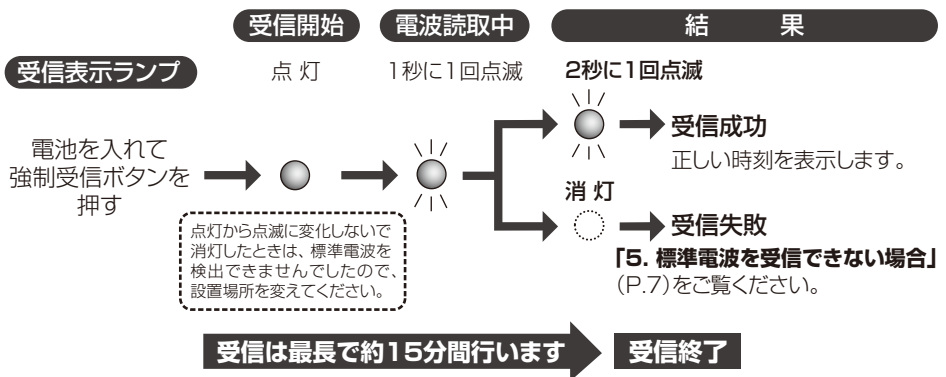 受信開始 電波読取中 結果
受信表示ランプ 点灯 1秒に1回点滅 2秒に1回点滅
電池を入れて
強制受信ボタンを
押す
点灯から点滅に変化しないで
消灯したときは、標準電波を
検出できませんでしたので、
設置場所を変えてください。
受信成功
正しい時刻を表示します。
消灯
受信失敗
「5. 標準電波を受信できない場合」
（P.7）をご覧ください。
受信は最長で約15分間行います 受信終了